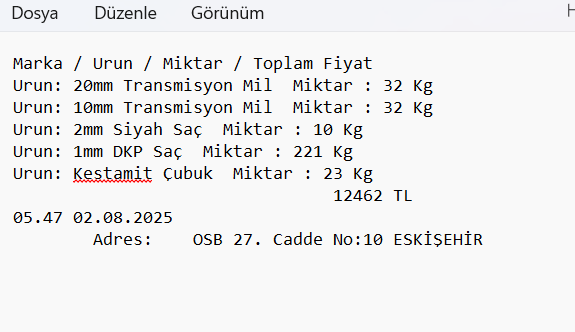 Dosya Düzenle Görünüm
Marka / Urun / Miktar / Toplam Fiyat
Urun: 20mm Transmisyon Mil  Miktar : 32 Kg
Urun: 10mm Transmisyon Mil  Miktar : 32 Kg
Urun: 2mm Siyah Saç  Miktar : 10 Kg
Urun: 1mm DKP Saç  Miktar : 221 Kg
Urun: Kestamit Çubuk  Miktar : 23 Kg
12462 TL
05.47 02.08.2025
Adres:    OSB 27. Cadde No:10 ESKİŞEHİR